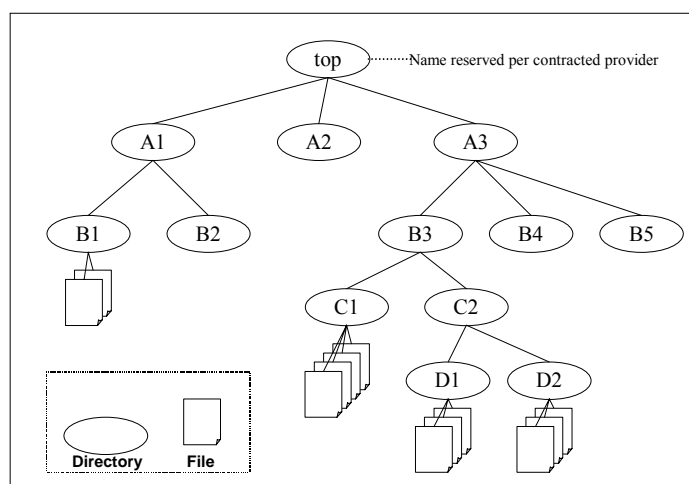 top
Name reserved per contracted provider
A1
A2
A3
B1
B2
B3
B4
B5
C1
C2
D1
D2
Directory
File